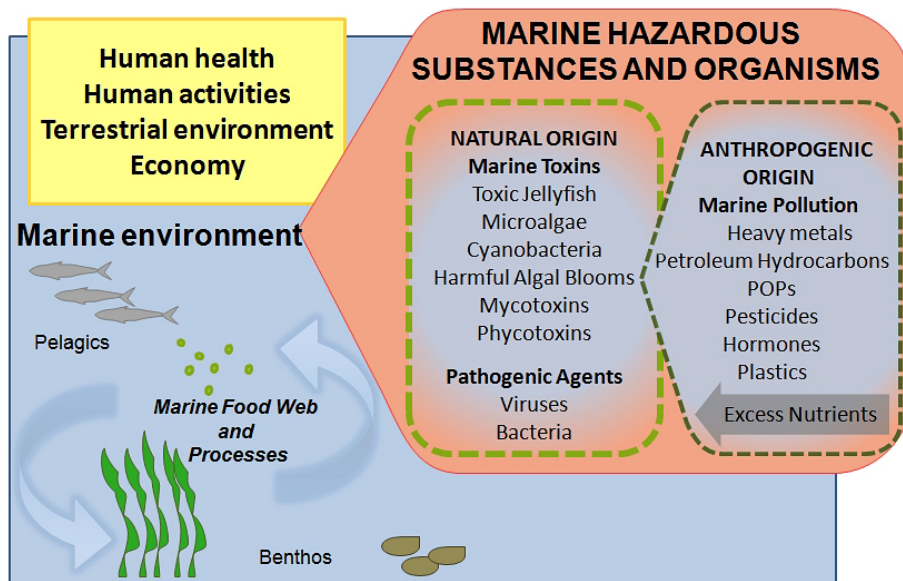 Human health
Human activities
Terrestrial environment
Economy
MARINE HAZARDOUS
SUBSTANCES AND ORGANISMS
NATURAL ORIGIN
Marine Toxins
Toxic Jellyfish
Microalgae
Cyanobacteria
Harmful Algal Blooms
Mycotoxins
Phycotoxins
Pathogenic Agents
Viruses
Bacteria
ANTHROPOGENIC
ORIGIN
Marine Pollution
Heavy metals
Petroleum Hydrocarbons
POPs
Pesticides
Hormones
Plastics
Excess Nutrients
Marine environment
Pelagics
Marine Food Web
and
Processes
Benthos